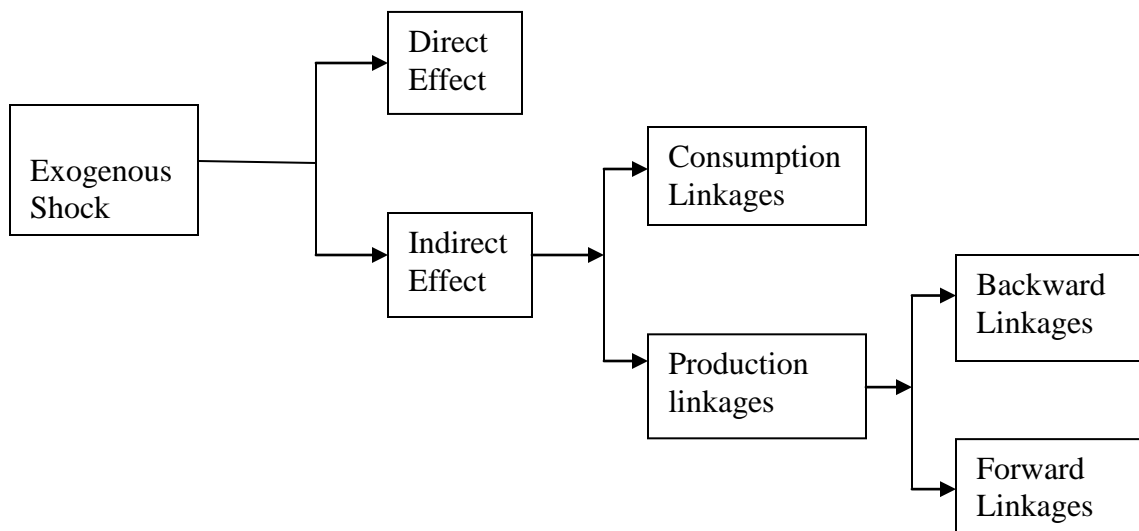 Direct
Effect
Exogenous
Shock
Consumption
Linkages
Indirect
Effect
Backward
Linkages
Production
linkages
Forward
Linkages